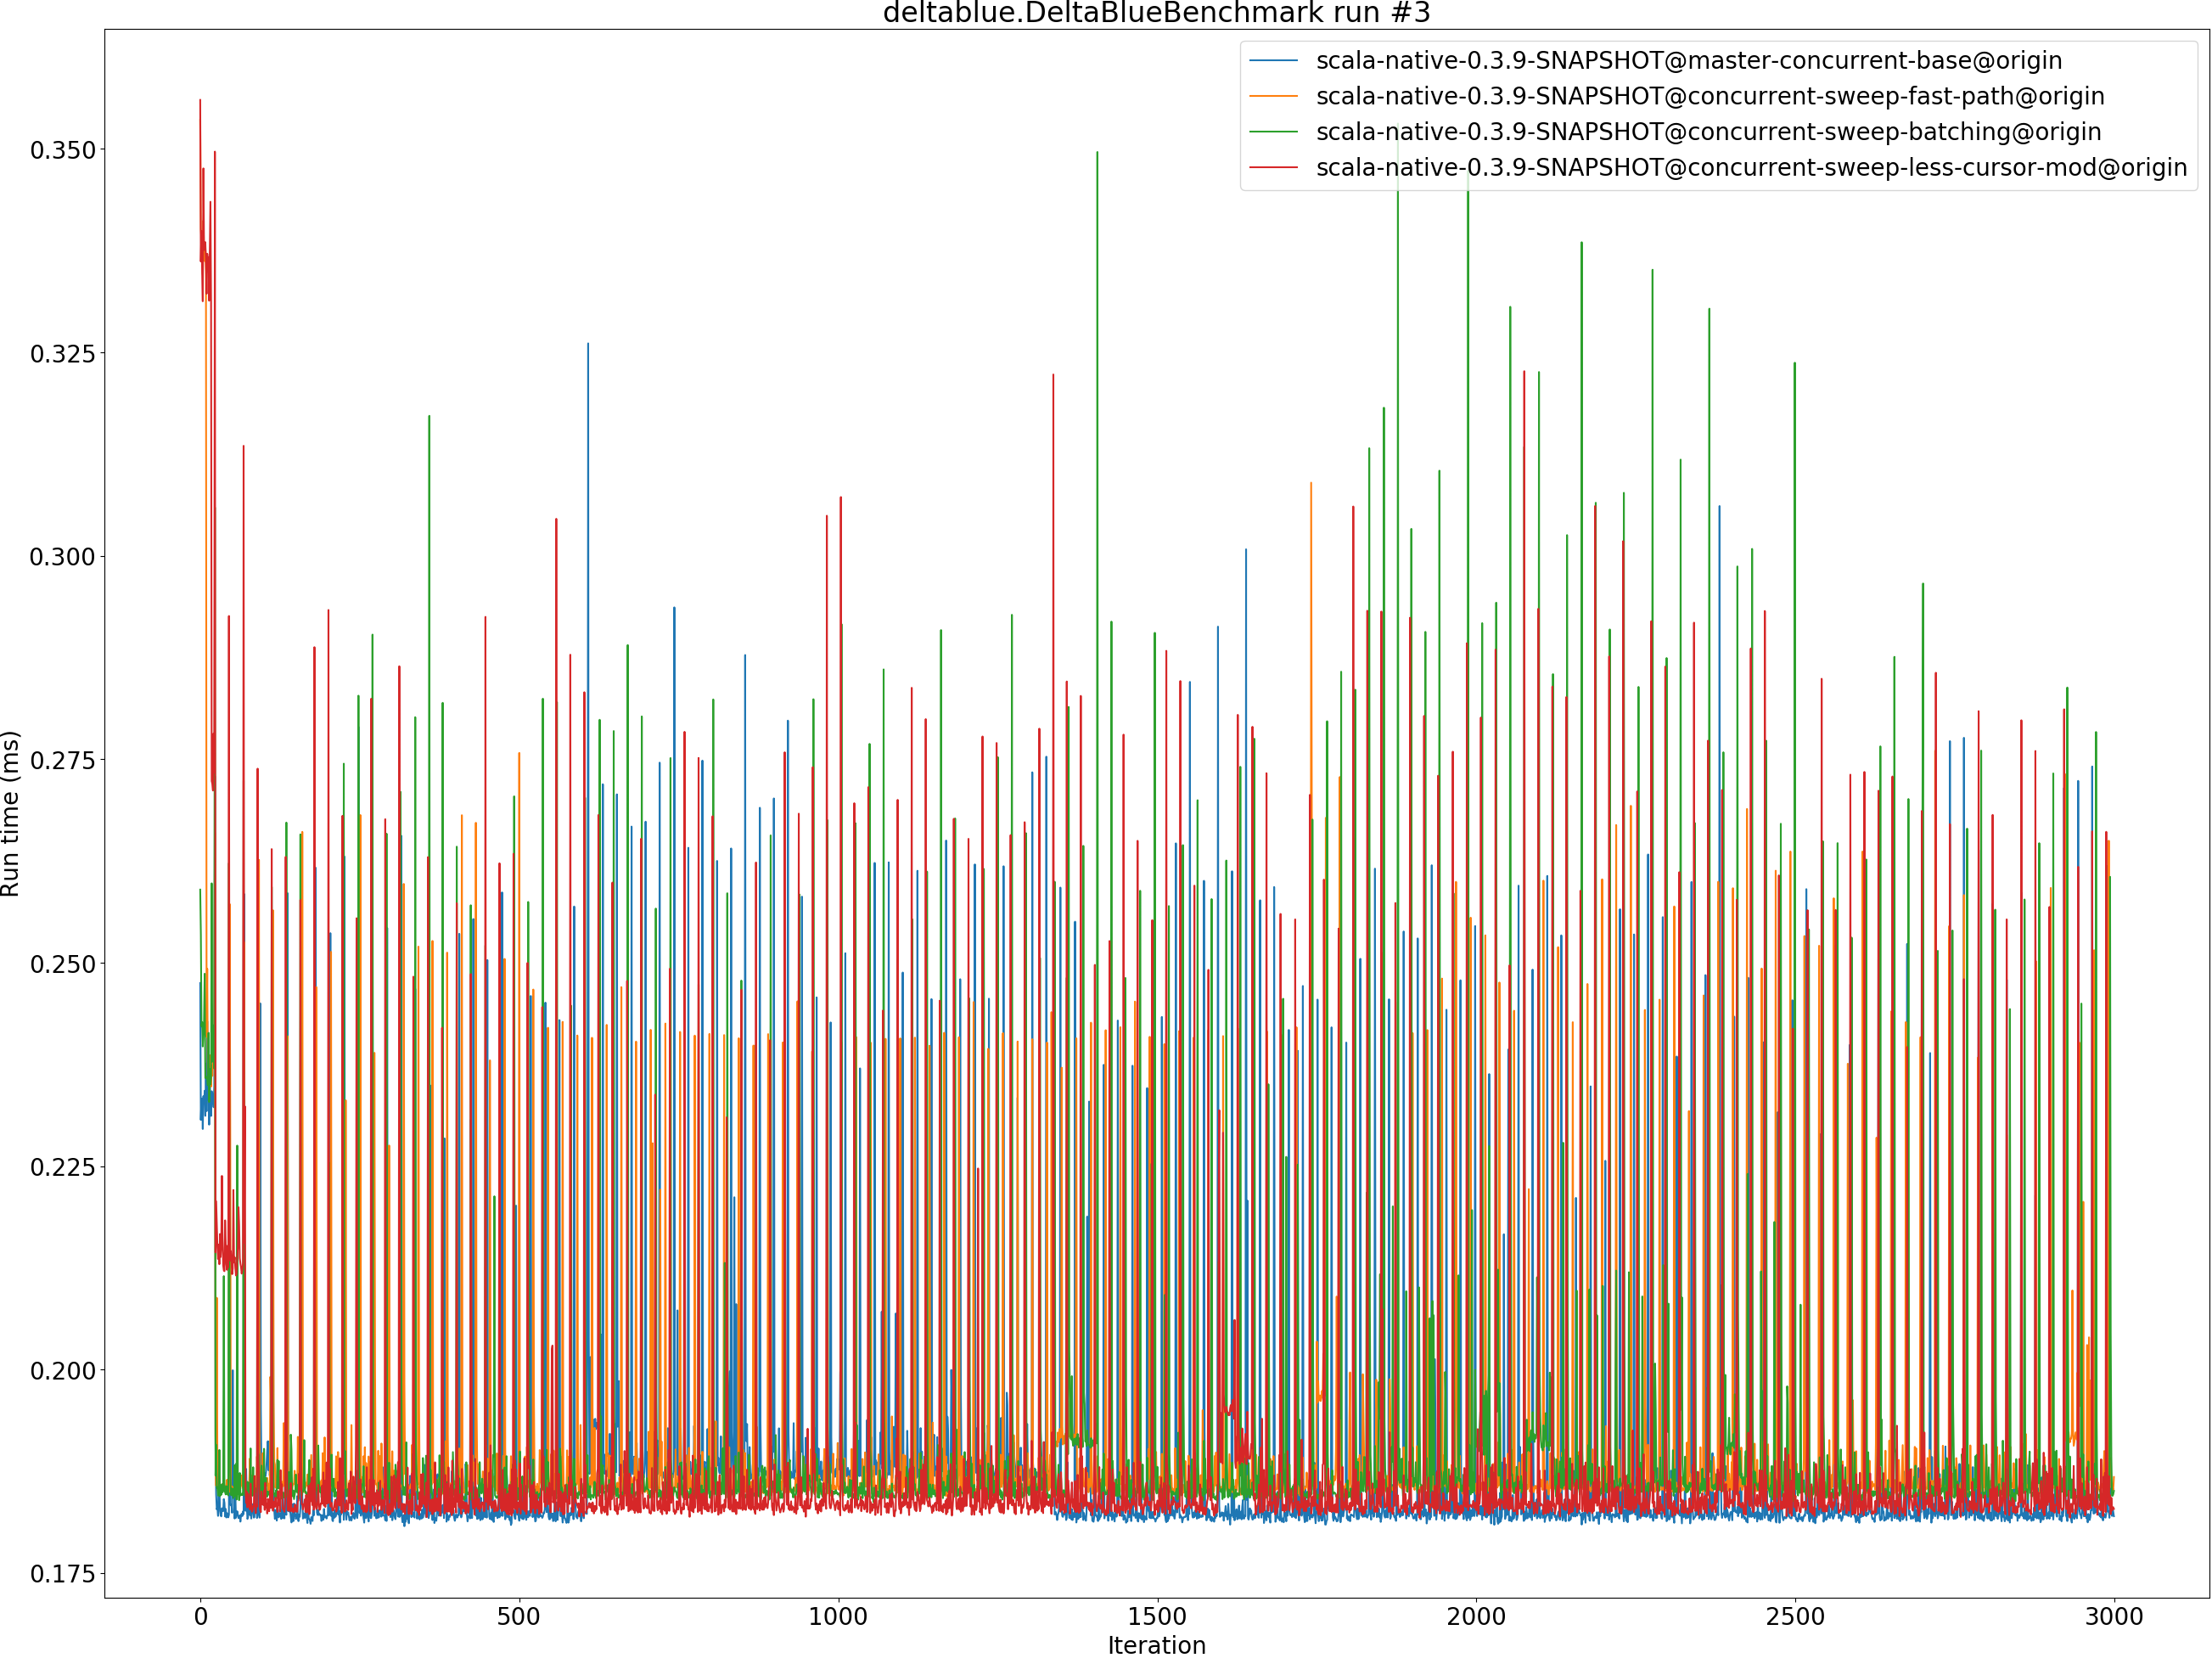 deltablue.DeltaBlueBenchmark run #3
scala-native-0.3.9-SNAPSHOT@master-concurrent-base@origin
scala-native-0.3.9-SNAPSHOT@concurrent-sweep-fast-path@origin
scala-native-0.3.9-SNAPSHOT@concurrent-sweep-batching@origin
scala-native-0.3.9-SNAPSHOT@concurrent-sweep-less-cursor-mod@origin
Run time (ms)
0.350
0.325
0.300
0.275
0.250
0.225
0.200
0.175
0 500 1000 1500 2000 2500 3000
Iteration